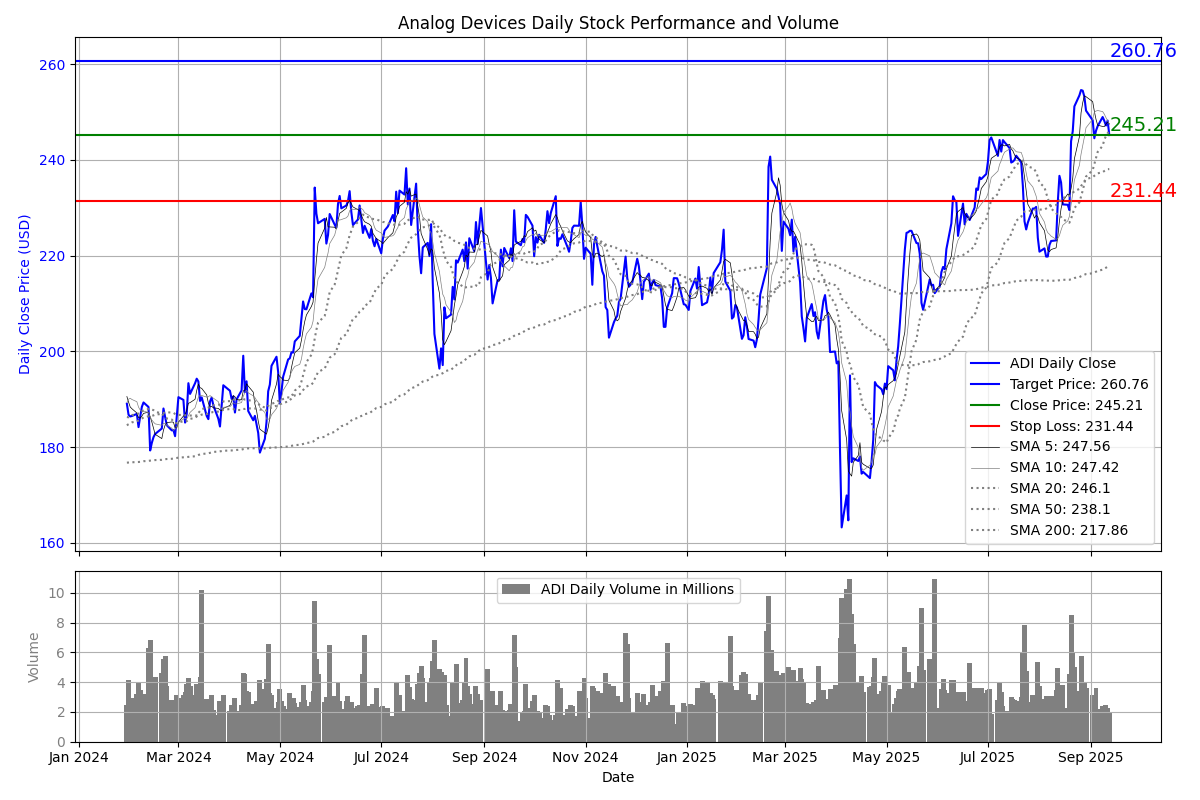 Analog Devices Daily Stock Performance and Volume
260.76
245.21
231.44
Daily Close Price (USD)
260
240
220
200
180
160
ADI Daily Close
Target Price: 260.76
Close Price: 245.21
Stop Loss: 231.44
SMA 5: 247.56
SMA 10: 247.42
SMA 20: 246.1
SMA 50: 238.1
SMA 200: 217.86
ADI Daily Volume in Millions
Volume
10
8
6
4
2
0
Jan 2024 Mar 2024 May 2024 Jul 2024 Sep 2024 Nov 2024 Jan 2025 Mar 2025 May 2025 Jul 2025 Sep 2025
Date